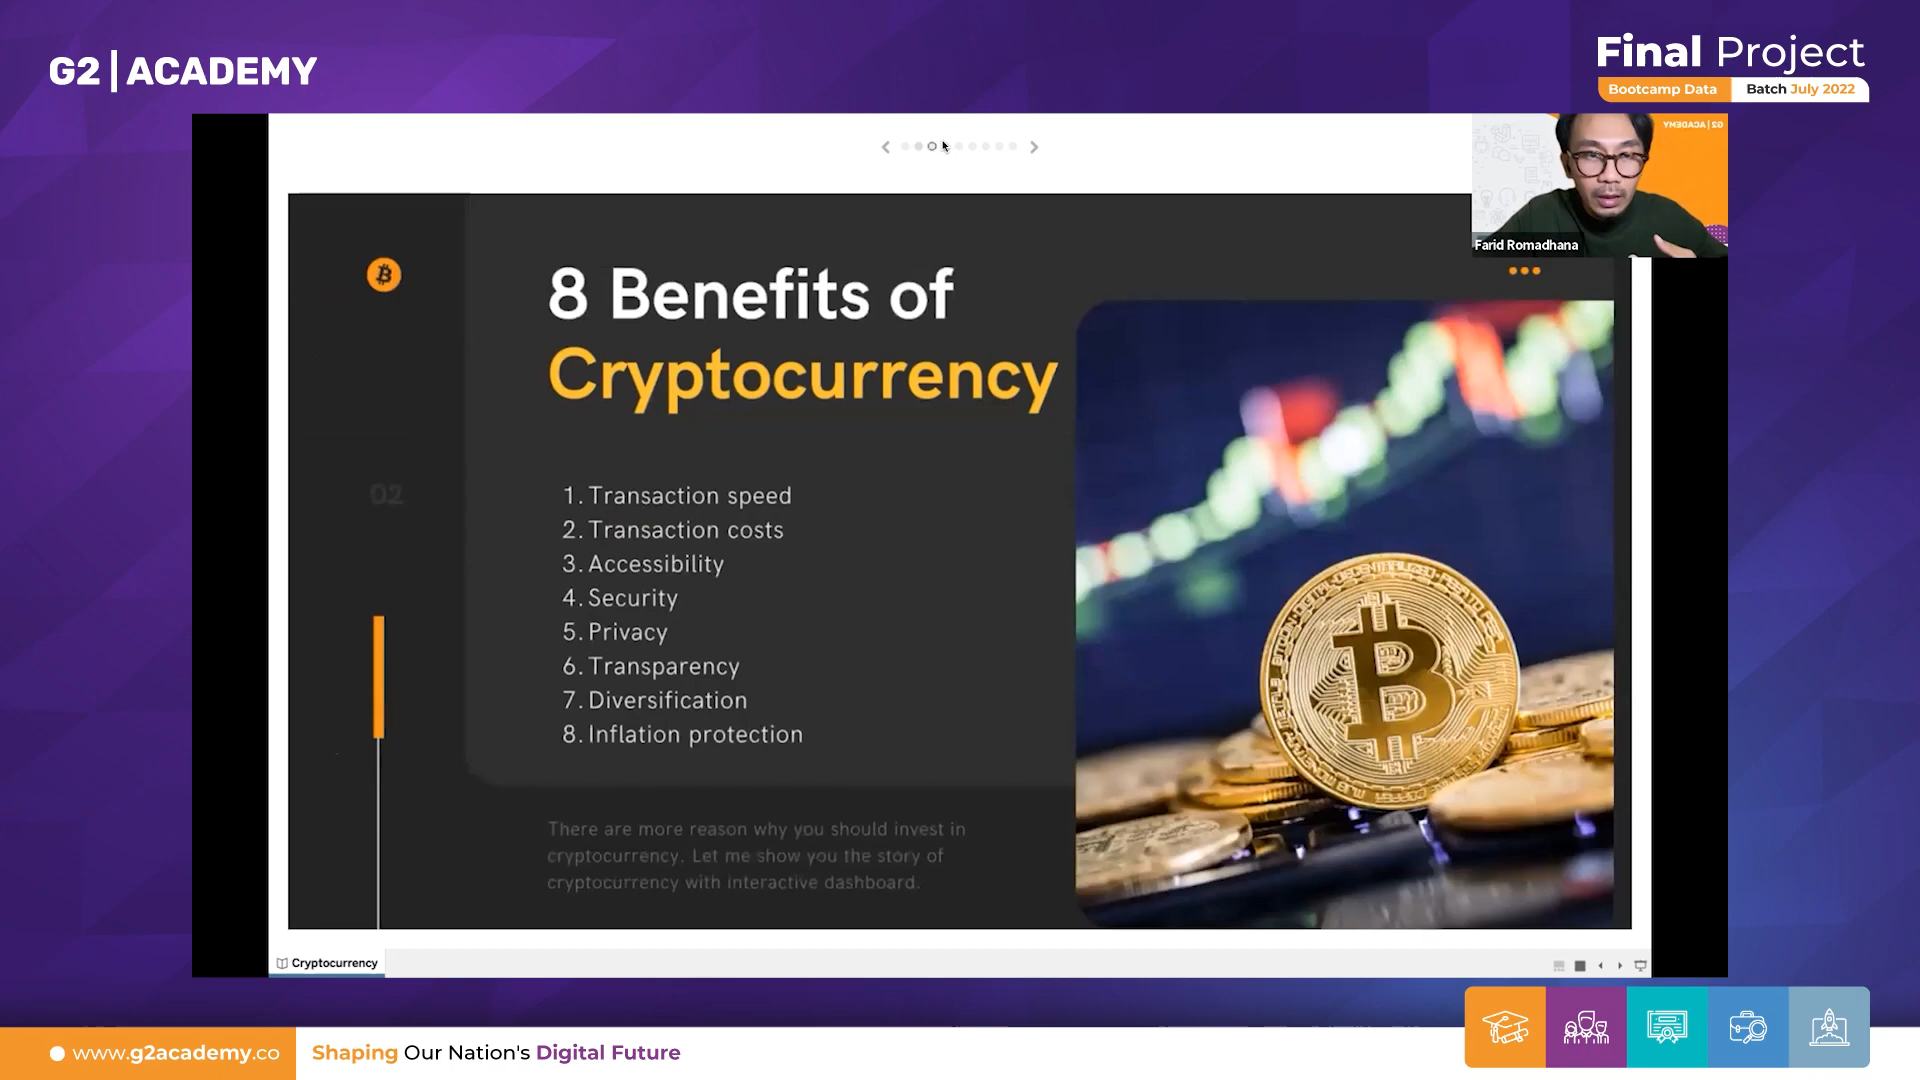 G2 | ACADEMY
Final Project
Bootcamp Data
Batch July 2022
G2 | ACADEMY
Farid Romadhana
8 Benefits of
Cryptocurrency
02
1. Transaction speed
2. Transaction costs
3. Accessibility
4. Security
5. Privacy
6. Transparency
7. Diversification
8. Inflation protection
There are more reason why you should invest in
cryptocurrency. Let me show you the story of
cryptocurrency with interactive dashboard.
Cryptocurrency
www.g2academy.co
Shaping Our Nation's Digital Future